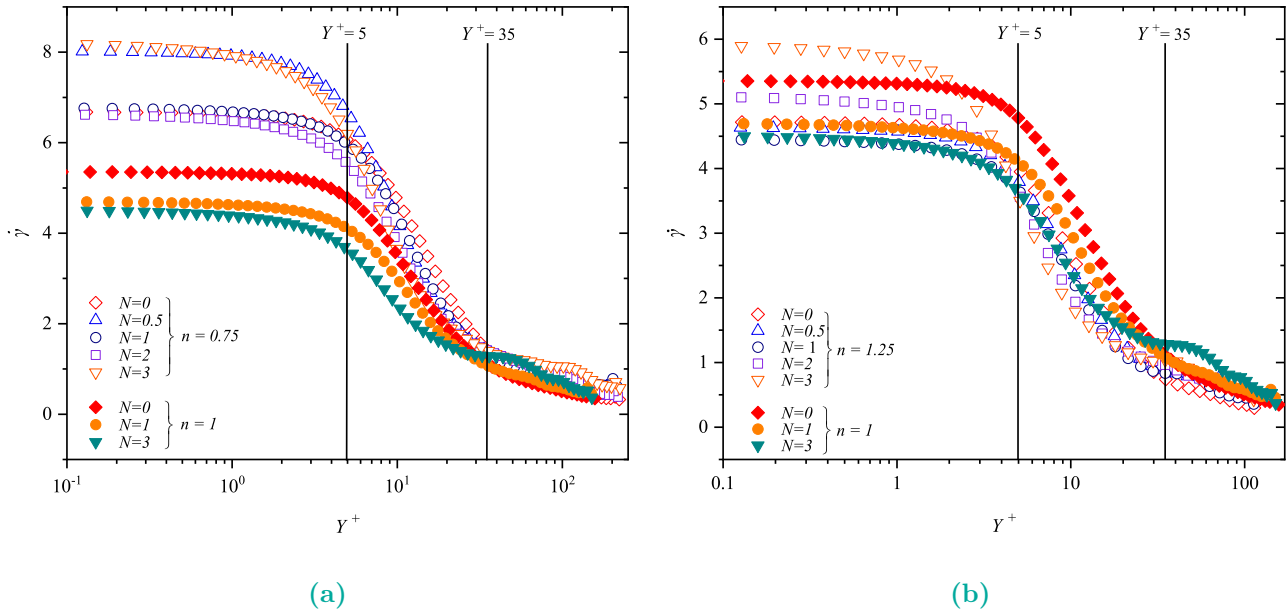 Y⁺= 5
Y⁺= 35
8
6
4
2
0
γ̇
N=0
N=0.5
N=1
N=2
N=3
n = 0.75
N=0
N=1
N=3
n = 1
10⁻¹
10⁰
10¹
10²
Y⁺
(a)
Y⁺= 5
Y⁺= 35
6
5
4
3
2
1
0
γ̇
N=0
N=0.5
N= 1
N=2
N=3
n = 1.25
N=0
N=1
N=3
n = 1
0.1
1
10
100
Y⁺
(b)